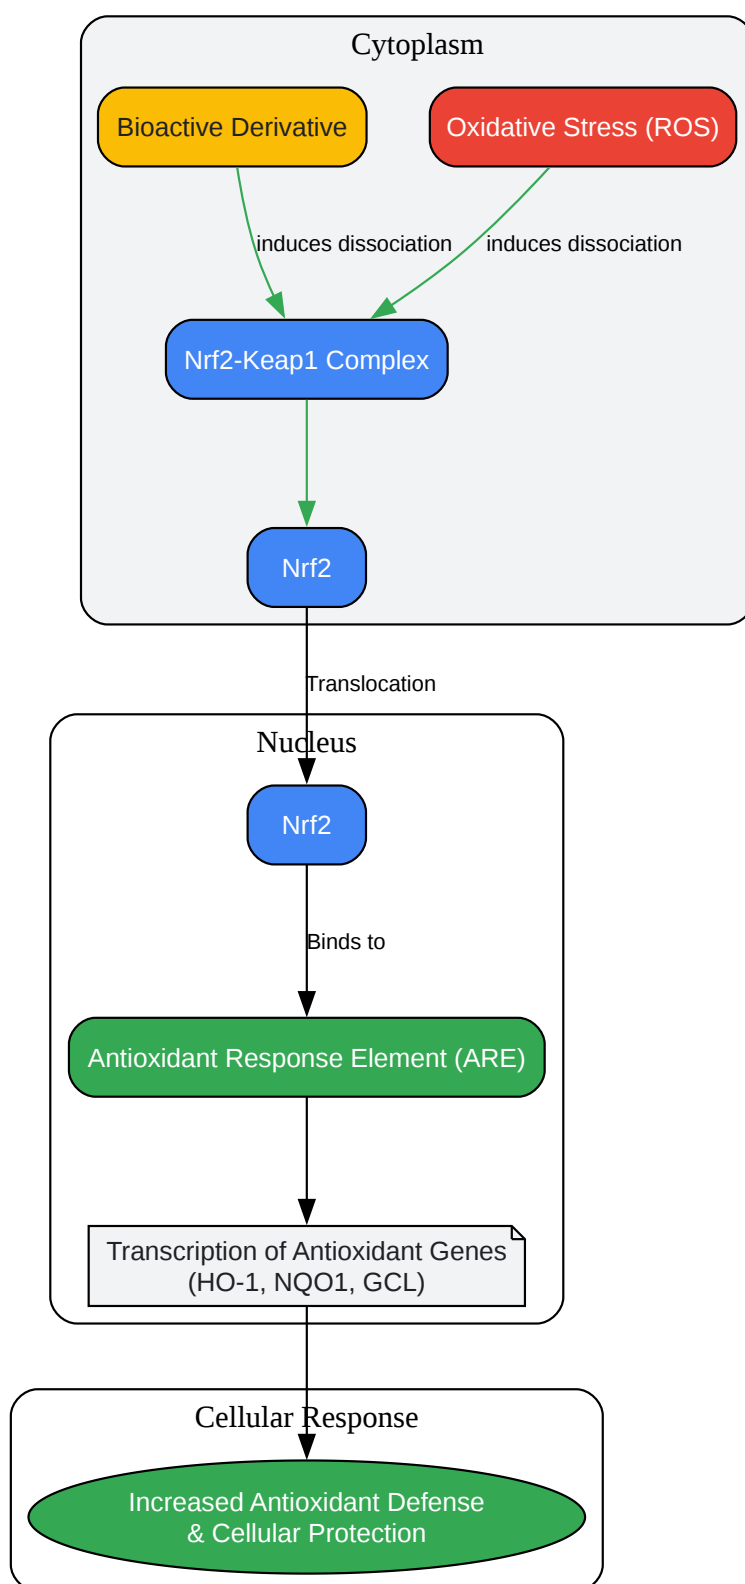 Cytoplasm
Bioactive Derivative
Oxidative Stress (ROS)
induces dissociation
induces dissociation
Nrf2-Keap1 Complex
Nrf2
Translocation
Nucleus
Nrf2
Binds to
Antioxidant Response Element (ARE)
Transcription of Antioxidant Genes
(HO-1, NQO1, GCL)
Cellular Response
Increased Antioxidant Defense
& Cellular Protection